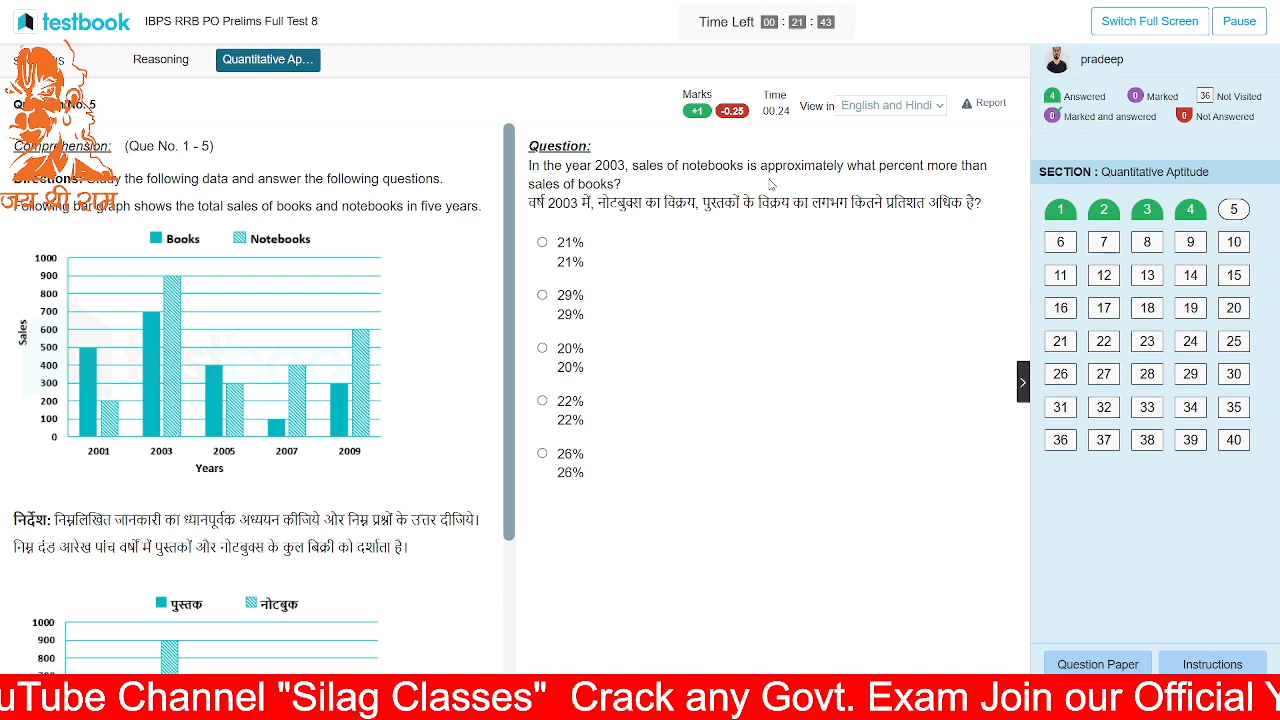 testbook
IBPS RRB PO Prelims Full Test 8
Time Left 00 : 21 : 43
Switch Full Screen
Pause
Reasoning
Quantitative Ap...
pradeep
Marks
+1 -0.25
Time
00:24
View in English and Hindi
Report
4 Answered
0 Marked
36 Not Visited
0 Marked and answered
0 Not Answered
Comprehension: (Que No. 1 - 5)
the following data and answer the following questions.
Following bar graph shows the total sales of books and notebooks in five years.
जय श्री राम
Books
Notebooks
1000
900
800
700
600
500
400
300
200
100
0
Sales
2001 2003 2005 2007 2009
Years
निर्देश: निम्नलिखित जानकारी का ध्यानपूर्वक अध्ययन कीजिये और निम्न प्रश्नों के उत्तर दीजिये।
निम्न दंड आरेख पांच वर्षों में पुस्तकों और नोटबुक्स के कुल बिक्री को दर्शाता है।
पुस्तक
नोटबुक
1000
900
800
Question:
In the year 2003, sales of notebooks is approximately what percent more than
sales of books?
वर्ष 2003 में, नोटबुक्स का विक्रय, पुस्तकों के विक्रय का लगभग कितने प्रतिशत अधिक है?
21%
21%
29%
29%
20%
20%
22%
22%
26%
26%
SECTION : Quantitative Aptitude
1 2 3 4 5
6 7 8 9 10
11 12 13 14 15
16 17 18 19 20
21 22 23 24 25
26 27 28 29 30
31 32 33 34 35
36 37 38 39 40
Question Paper
Instructions
uTube Channel "Silag Classes" Crack any Govt. Exam Join our Official Y